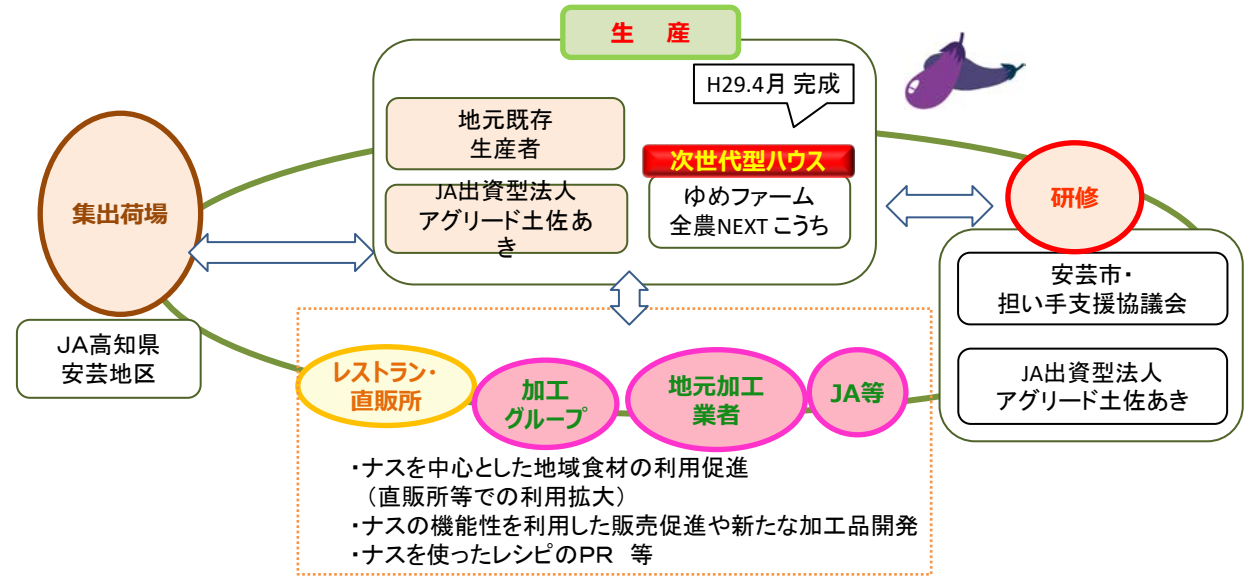 生 産
H29.4月 完成
地元既存
生産者
次世代型ハウス
JA出資型法人
アグリード土佐あ
き
ゆめファーム
全農NEXT こうち
集出荷場
研修
JA高知県
安芸地区
安芸市・
担い手支援協議会
JA出資型法人
アグリード土佐あき
レストラン・
直販所
加工
グループ
地元加工
業者
JA等
・ナスを中心とした地域食材の利用促進
（直販所等での利用拡大）
・ナスの機能性を利用した販売促進や新たな加工品開発
・ナスを使ったレシピのPR 等